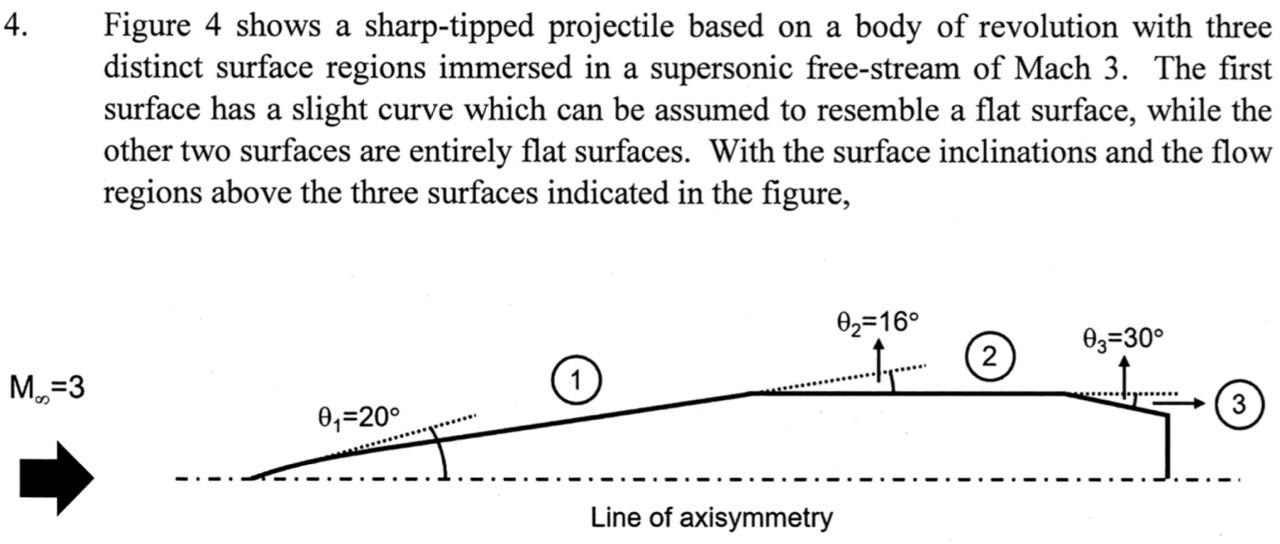 4. Figure 4 shows a sharp-tipped projectile based on a body of revolution with three
distinct surface regions immersed in a supersonic free-stream of Mach 3. The first
surface has a slight curve which can be assumed to resemble a flat surface, while the
other two surfaces are entirely flat surfaces. With the surface inclinations and the flow
regions above the three surfaces indicated in the figure,
θ₂=16°
θ₃=30°
2
1
M∞=3
3
θ₁=20°
Line of axisymmetry